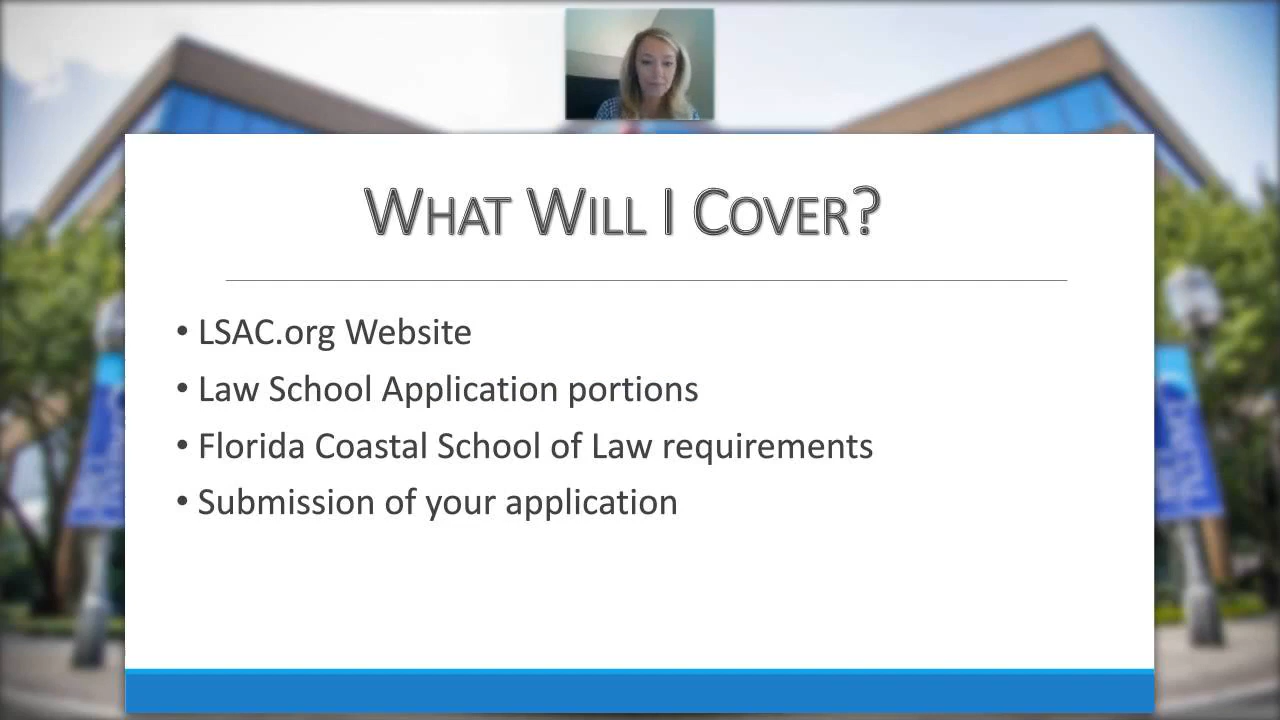 WHAT WILL I COVER?
• LSAC.org Website
• Law School Application portions
• Florida Coastal School of Law requirements
• Submission of your application